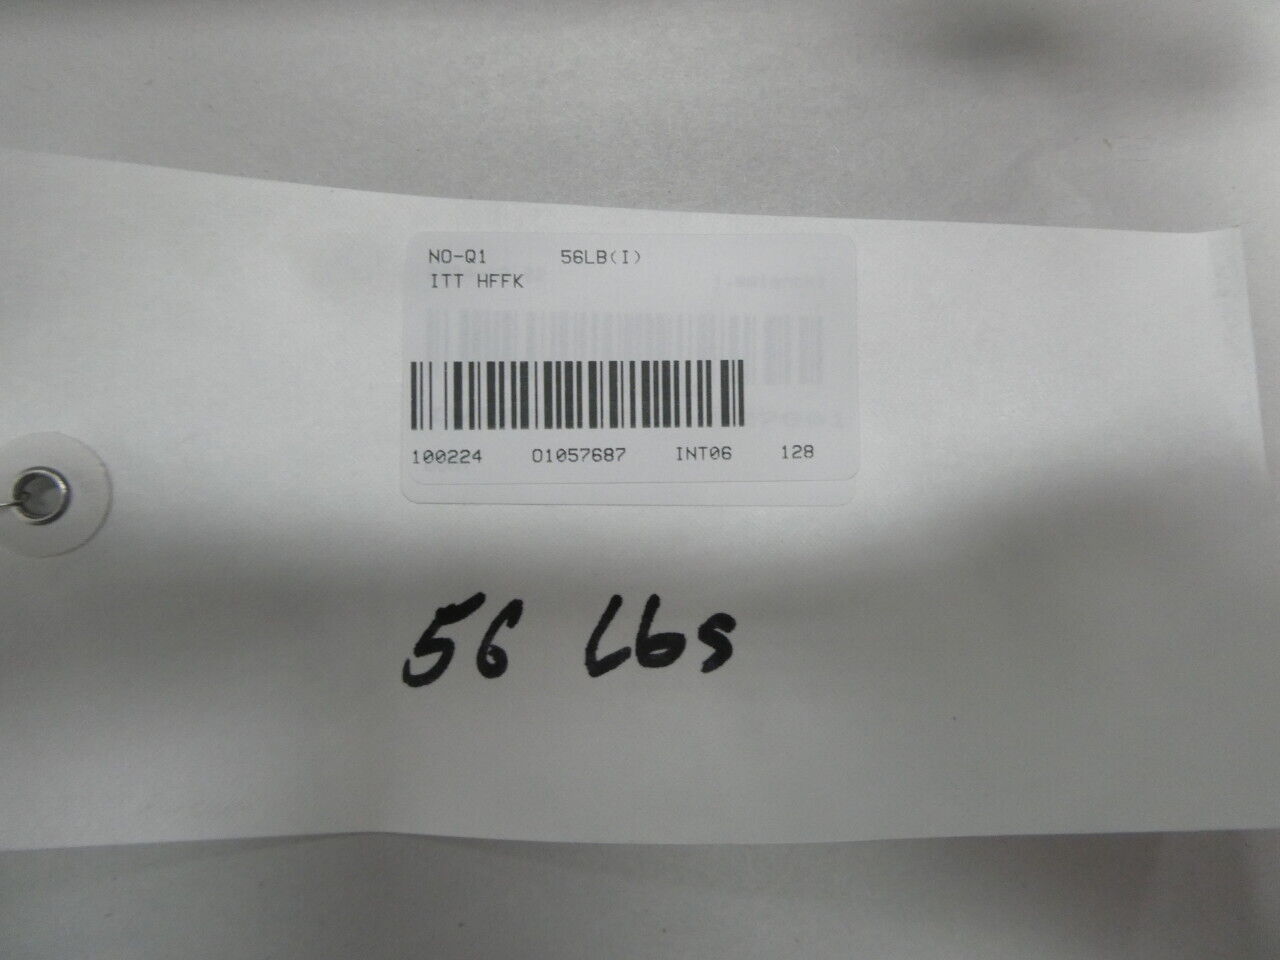 NO-Q1 56LB(I)
ITT HFFK
100224 01057687 INT06 128
56 Lbs